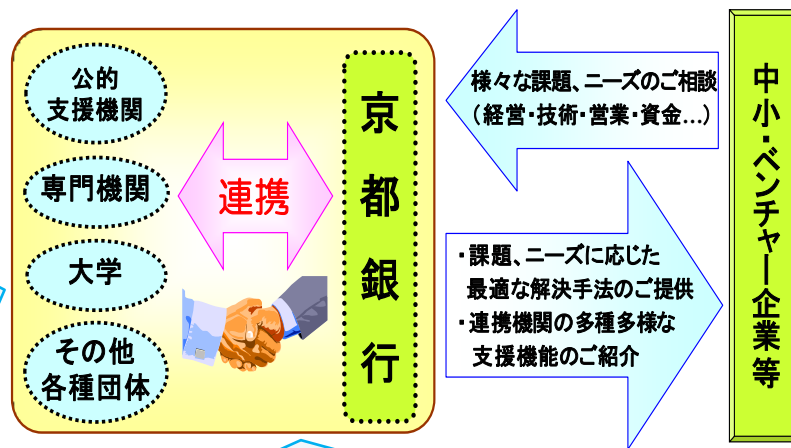 公的
支援機関
専門機関
大学
その他
各種団体
連携
京都銀行
様々な課題、ニーズのご相談
（経営・技術・営業・資金…）
・課題、ニーズに応じた
最適な解決手法のご提供
・連携機関の多種多様な
支援機能のご紹介
中小・ベンチャー企業等